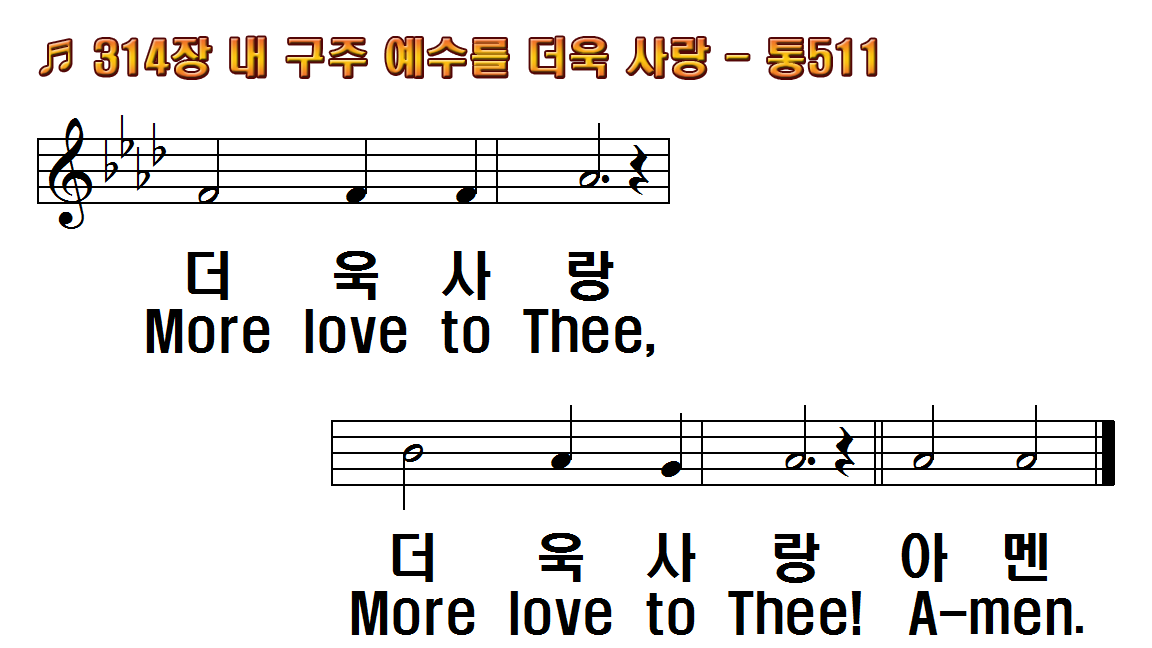 ♬ 314장 내 구주 예수를 더욱 사랑 - 통511
더 욱 사 랑
More love to Thee,
더 욱 사 랑 아 멘
More love to Thee! A-men.